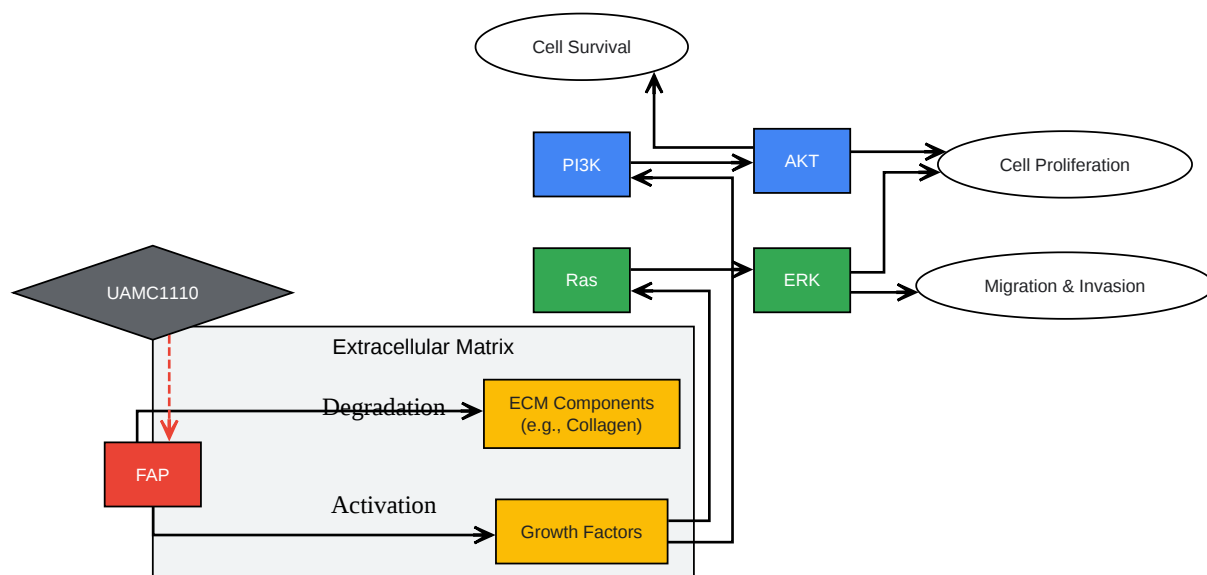 Cell Survival
PI3K
AKT
Cell Proliferation
UAMC1110
Ras
ERK
Migration & Invasion
Extracellular Matrix
Degradation
ECM Components
(e.g., Collagen)
FAP
Activation
Growth Factors